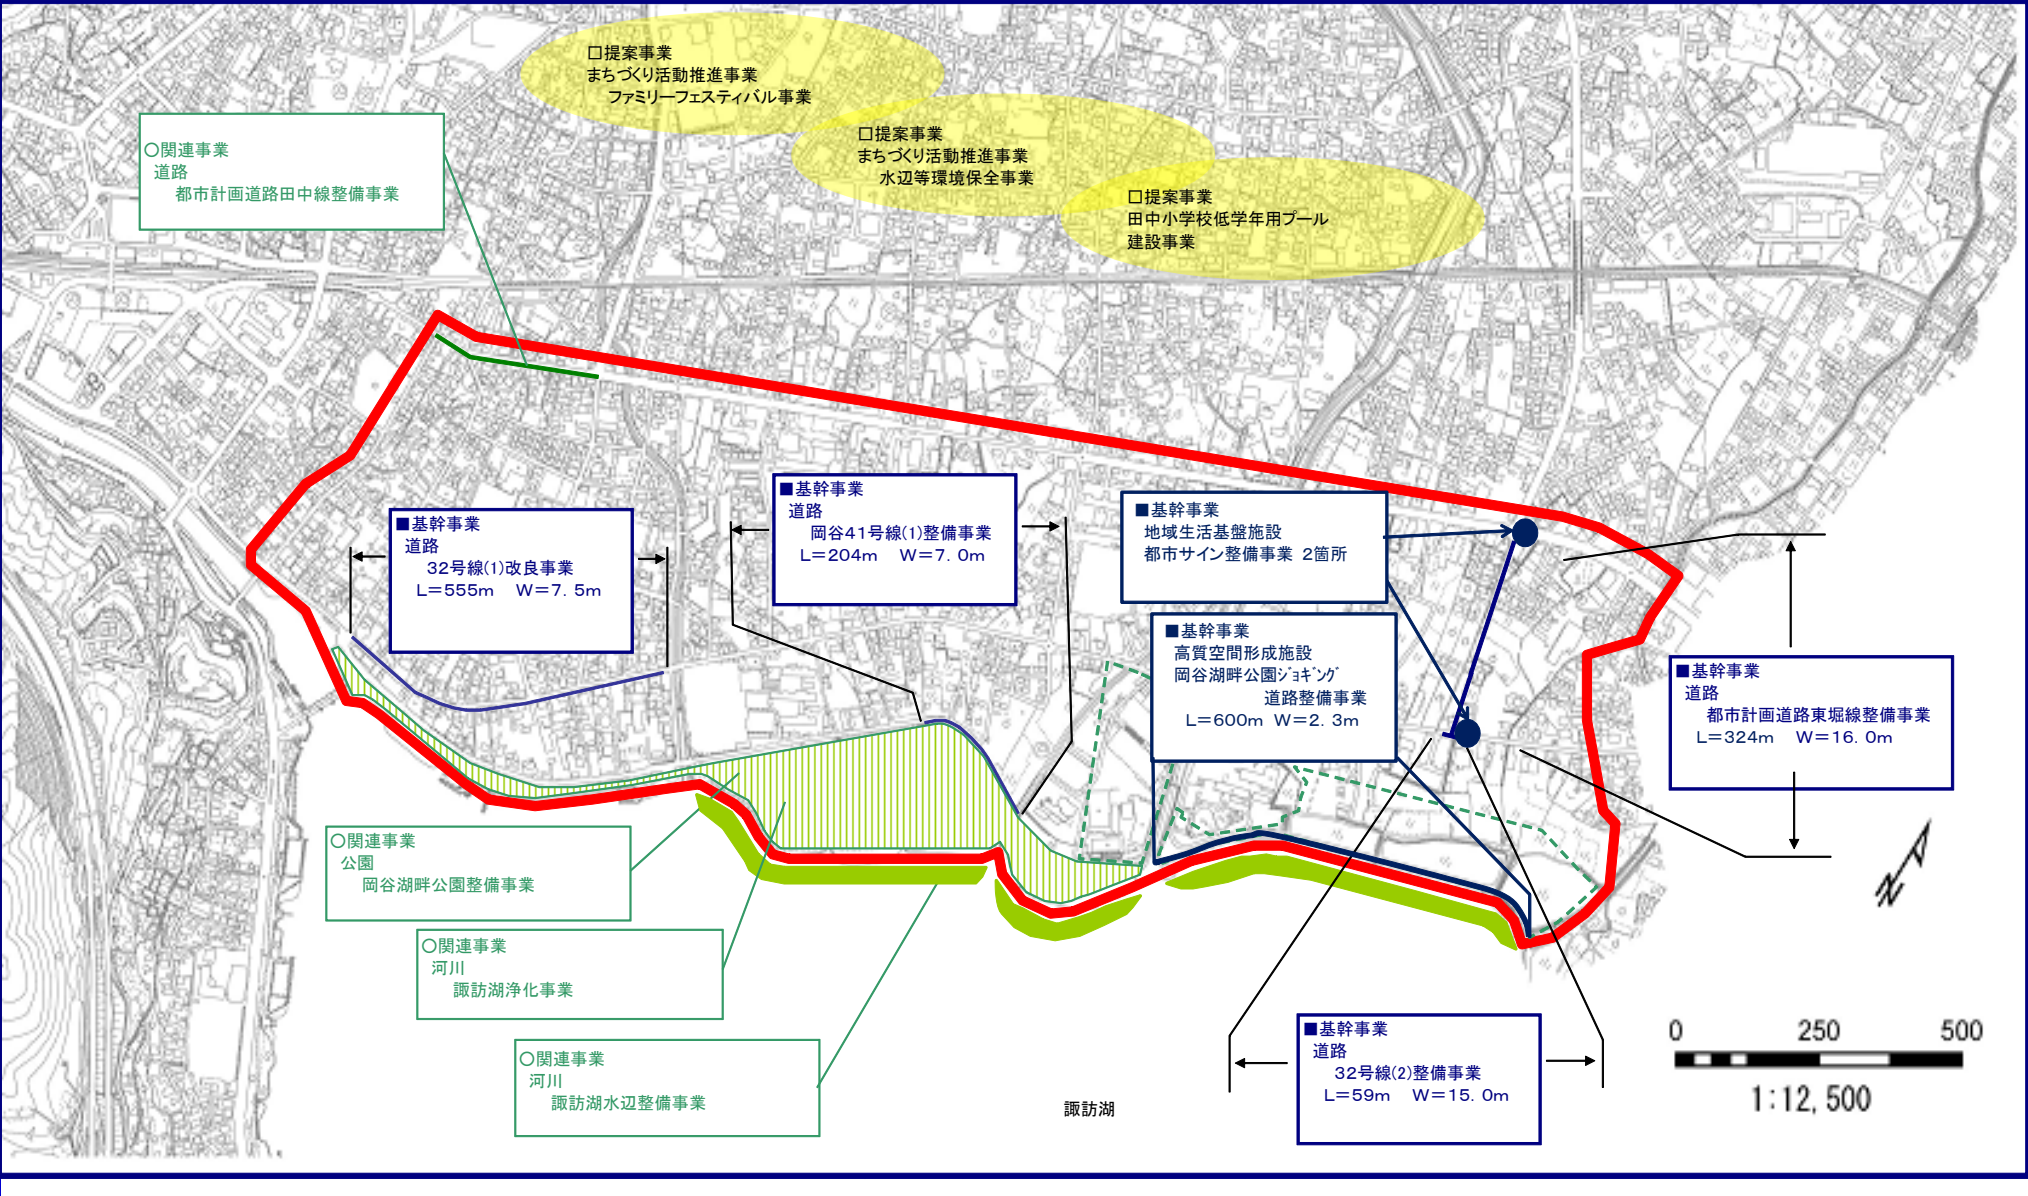 □提案事業
まちづくり活動推進事業
ファミリーフェスティバル事業
□提案事業
まちづくり活動推進事業
水辺等環境保全事業
□提案事業
田中小学校低学年用プール
建設事業
○関連事業
道路
都市計画道路田中線整備事業
■基幹事業
道路
32号線(1)改良事業
L=555m W=7.5m
■基幹事業
道路
岡谷41号線(1)整備事業
L=204m W=7.0m
■基幹事業
地域生活基盤施設
都市サイン整備事業 2箇所
■基幹事業
高質空間形成施設
岡谷湖畔公園ジョギング
道路整備事業
L=600m W=2.3m
■基幹事業
道路
都市計画道路東堀線整備事業
L=324m W=16.0m
○関連事業
公園
岡谷湖畔公園整備事業
○関連事業
河川
諏訪湖浄化事業
○関連事業
河川
諏訪湖水辺整備事業
諏訪湖
■基幹事業
道路
32号線(2)整備事業
L=59m W=15.0m
N
0 250 500
1:12,500